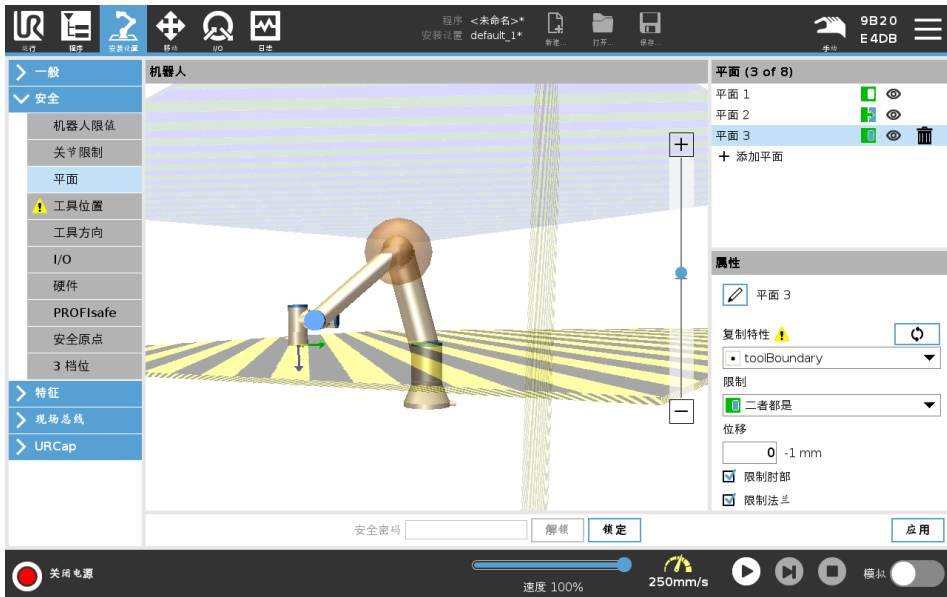 UR
运行
程序
安装设置
移动
I/O
日志
程序 <未命名>*
安装设置 default_1*
新建...
打开...
保存...
手动
9B20
E4DB
一般
安全
机器人限值
关节限制
平面
工具位置
工具方向
I/O
硬件
PROFIsafe
安全原点
3 档位
特征
现场总线
URCap
机器人
平面 (3 of 8)
平面 1
平面 2
平面 3
添加平面
属性
平面 3
复制特性
toolBoundary
限制
二者都是
位移
0 -1 mm
限制肘部
限制法兰
安全密码
解锁
锁定
应用
关闭电源
速度 100%
250mm/s
模拟